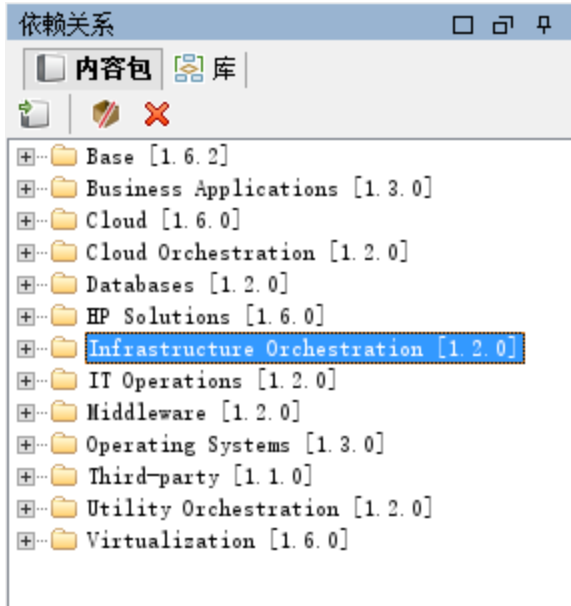 依赖关系
内容包 库
Base [1.6.2]
Business Applications [1.3.0]
Cloud [1.6.0]
Cloud Orchestration [1.2.0]
Databases [1.2.0]
HP Solutions [1.6.0]
Infrastructure Orchestration [1.2.0]
IT Operations [1.2.0]
Middleware [1.2.0]
Operating Systems [1.3.0]
Third-party [1.1.0]
Utility Orchestration [1.2.0]
Virtualization [1.6.0]